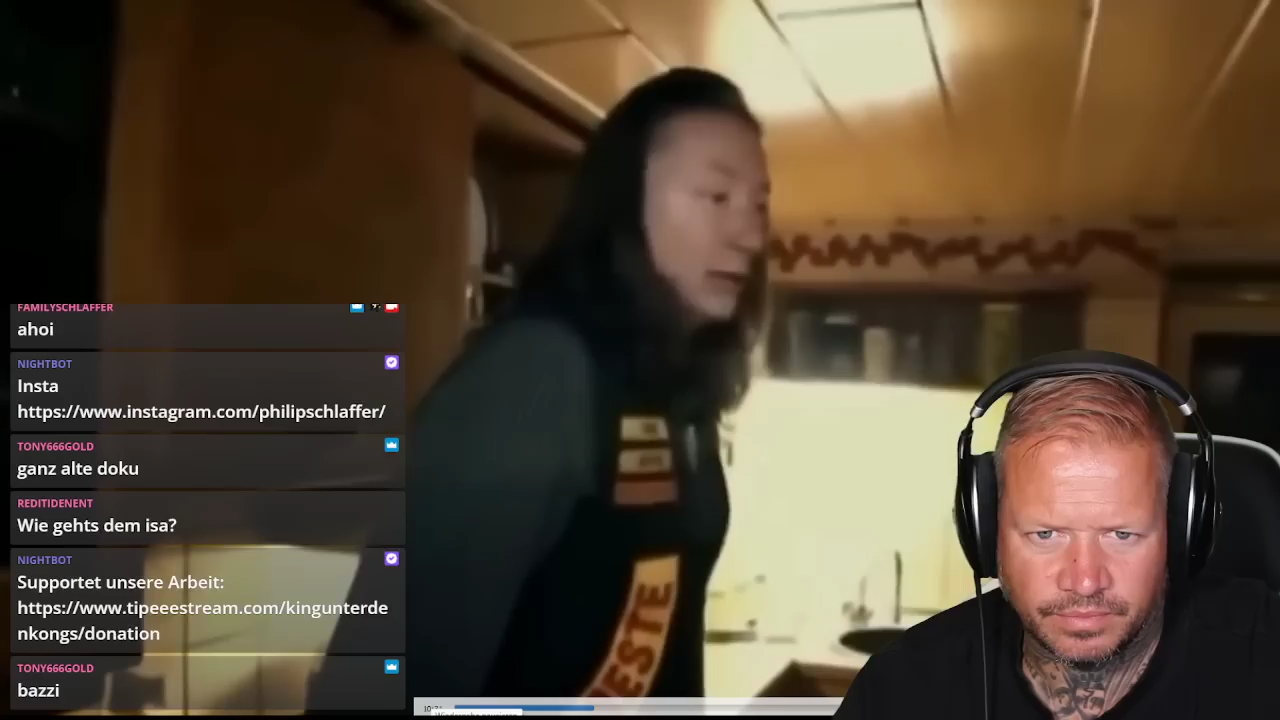 FAMILYSCHLAFFER
ahoi
NIGHTBOT
Insta
https://www.instagram.com/philipschlaffer/
TONY666GOLD
ganz alte doku
REDITIDENENT
Wie gehts dem isa?
NIGHTBOT
Supportet unsere Arbeit:
https://www.tipeeestream.com/kingunterde
nkongs/donation
TONY666GOLD
bazzi